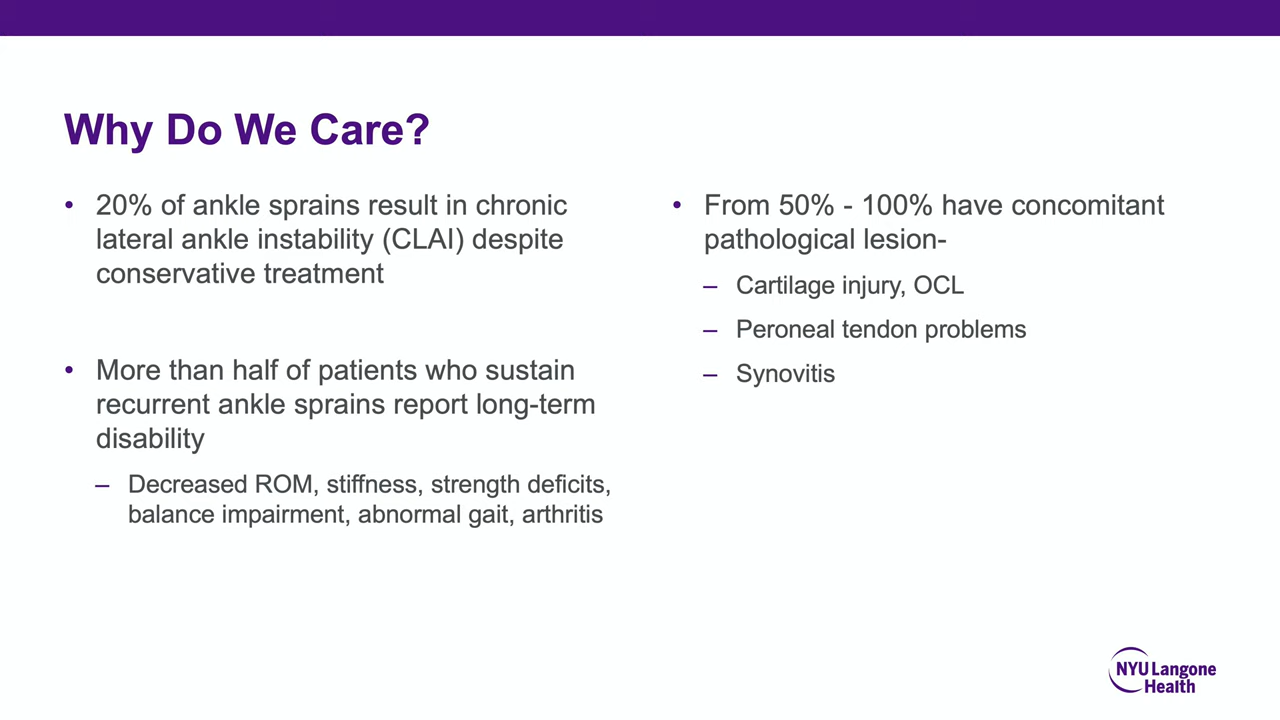 Why Do We Care?
• 20% of ankle sprains result in chronic
lateral ankle instability (CLAI) despite
conservative treatment
• More than half of patients who sustain
recurrent ankle sprains report long-term
disability
– Decreased ROM, stiffness, strength deficits,
balance impairment, abnormal gait, arthritis
• From 50% - 100% have concomitant
pathological lesion-
– Cartilage injury, OCL
– Peroneal tendon problems
– Synovitis
NYU Langone
Health